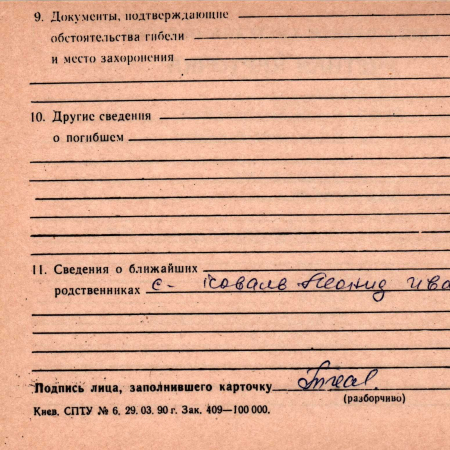 9. Документы, подтверждающие
обстоятельства гибели
и место захоронения
10. Другие сведения
о погибшем
11. Сведения о ближайших
родственниках с- Коваль Леонид Ива
Подпись лица, заполнившего карточку
(разборчиво)
Киев. СПТУ № 6, 29. 03. 90 г. Зак. 409—100 000.